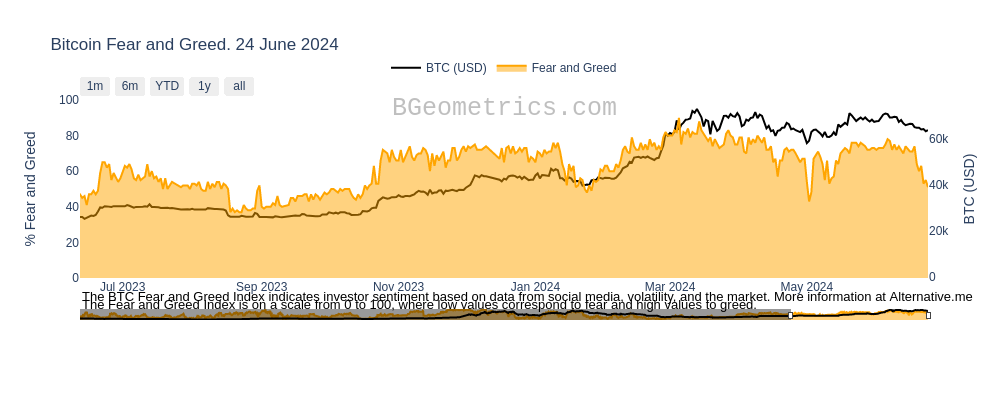 Bitcoin Fear and Greed. 24 June 2024
BTC (USD) Fear and Greed
1m 6m YTD 1y all
BGeometrics.com
100
80
60
40
20
0
% Fear and Greed
60k
40k
20k
0
BTC (USD)
Jul 2023 Sep 2023 Nov 2023 Jan 2024 Mar 2024 May 2024
The BTC Fear and Greed Index indicates investor sentiment based on data from social media, volatility, and the market. More information at Alternative.me
The Fear and Greed Index is on a scale from 0 to 100, where low values correspond to fear and high values to greed.